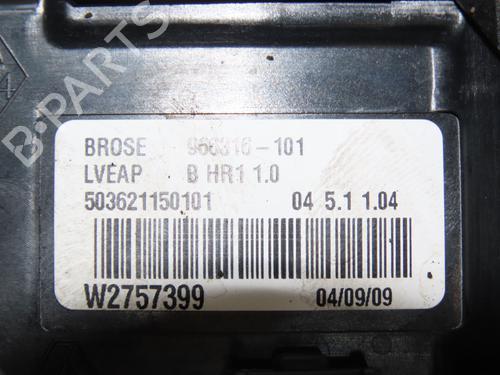 B-PARTS
BROSE 966316-101
LVEAP B HR1 1.0
503621150101 04 5.1 1.04
W2757399 04/09/09